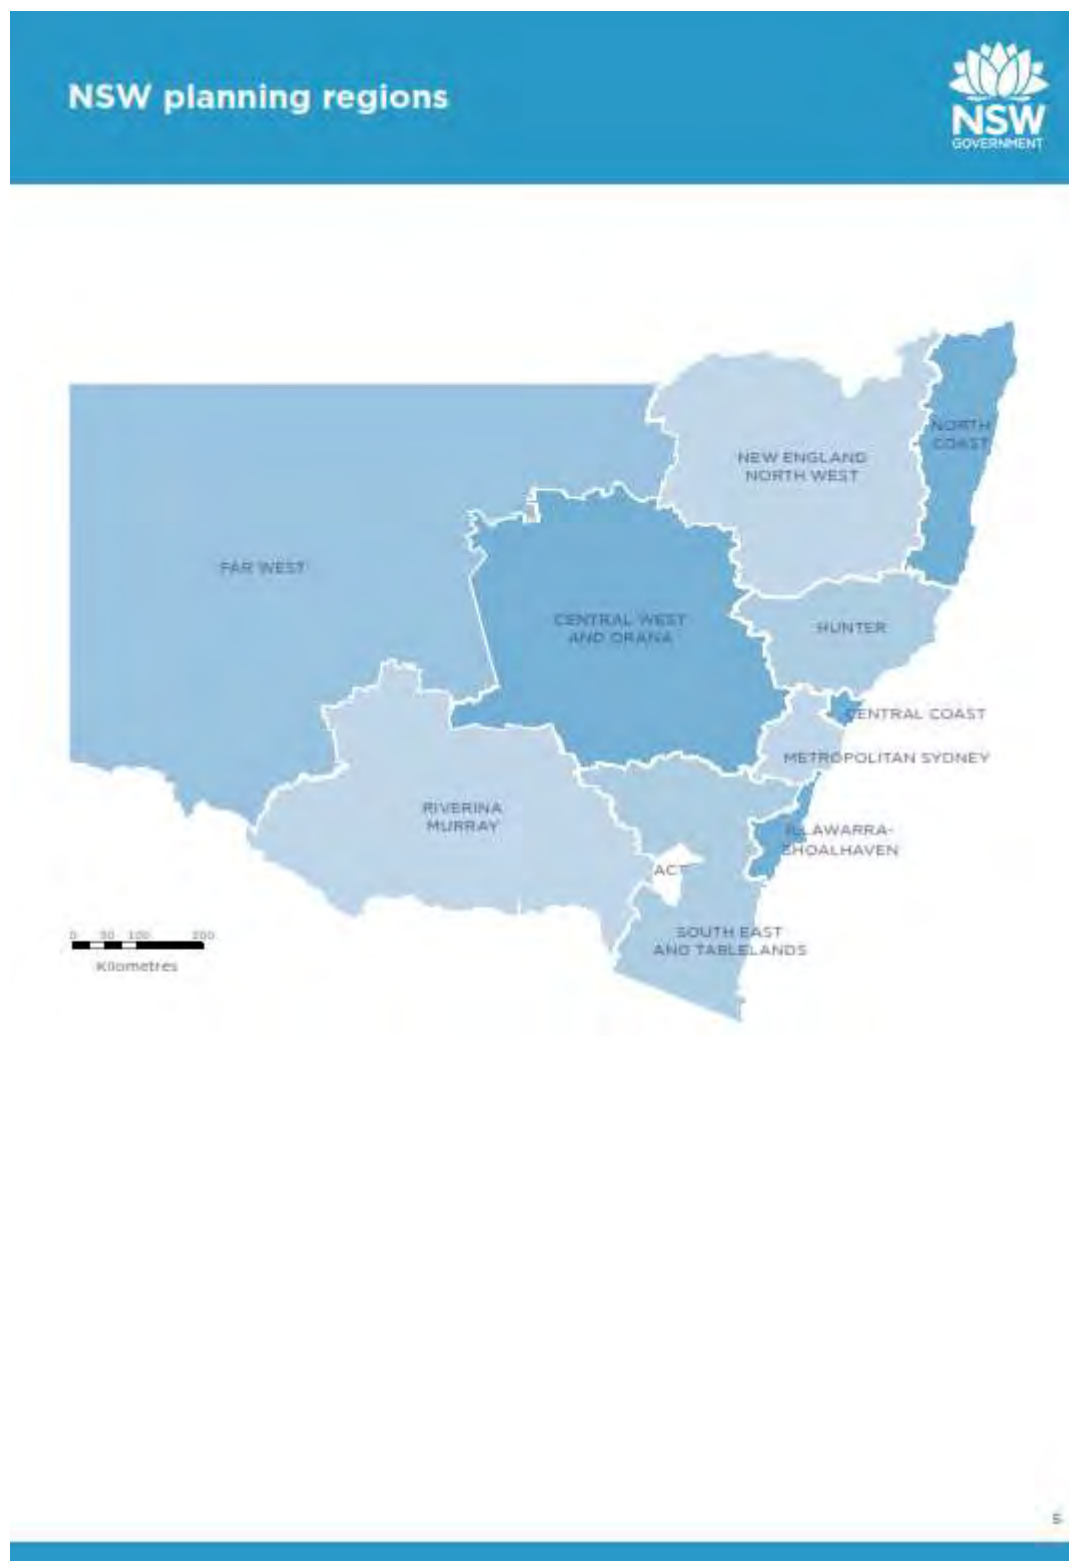 NSW planning regions
NSW
GOVERNMENT
NORTH
COAST
NEW ENGLAND
NORTH WEST
FAR WEST
CENTRAL WEST
AND ORANA
HUNTER
CENTRAL COAST
METROPOLITAN SYDNEY
RIVERINA
MURRAY
ILLAWARRA-
SHOALHAVEN
ACT
SOUTH EAST
AND TABLELANDS
0 50 100 200
Kilometres
5